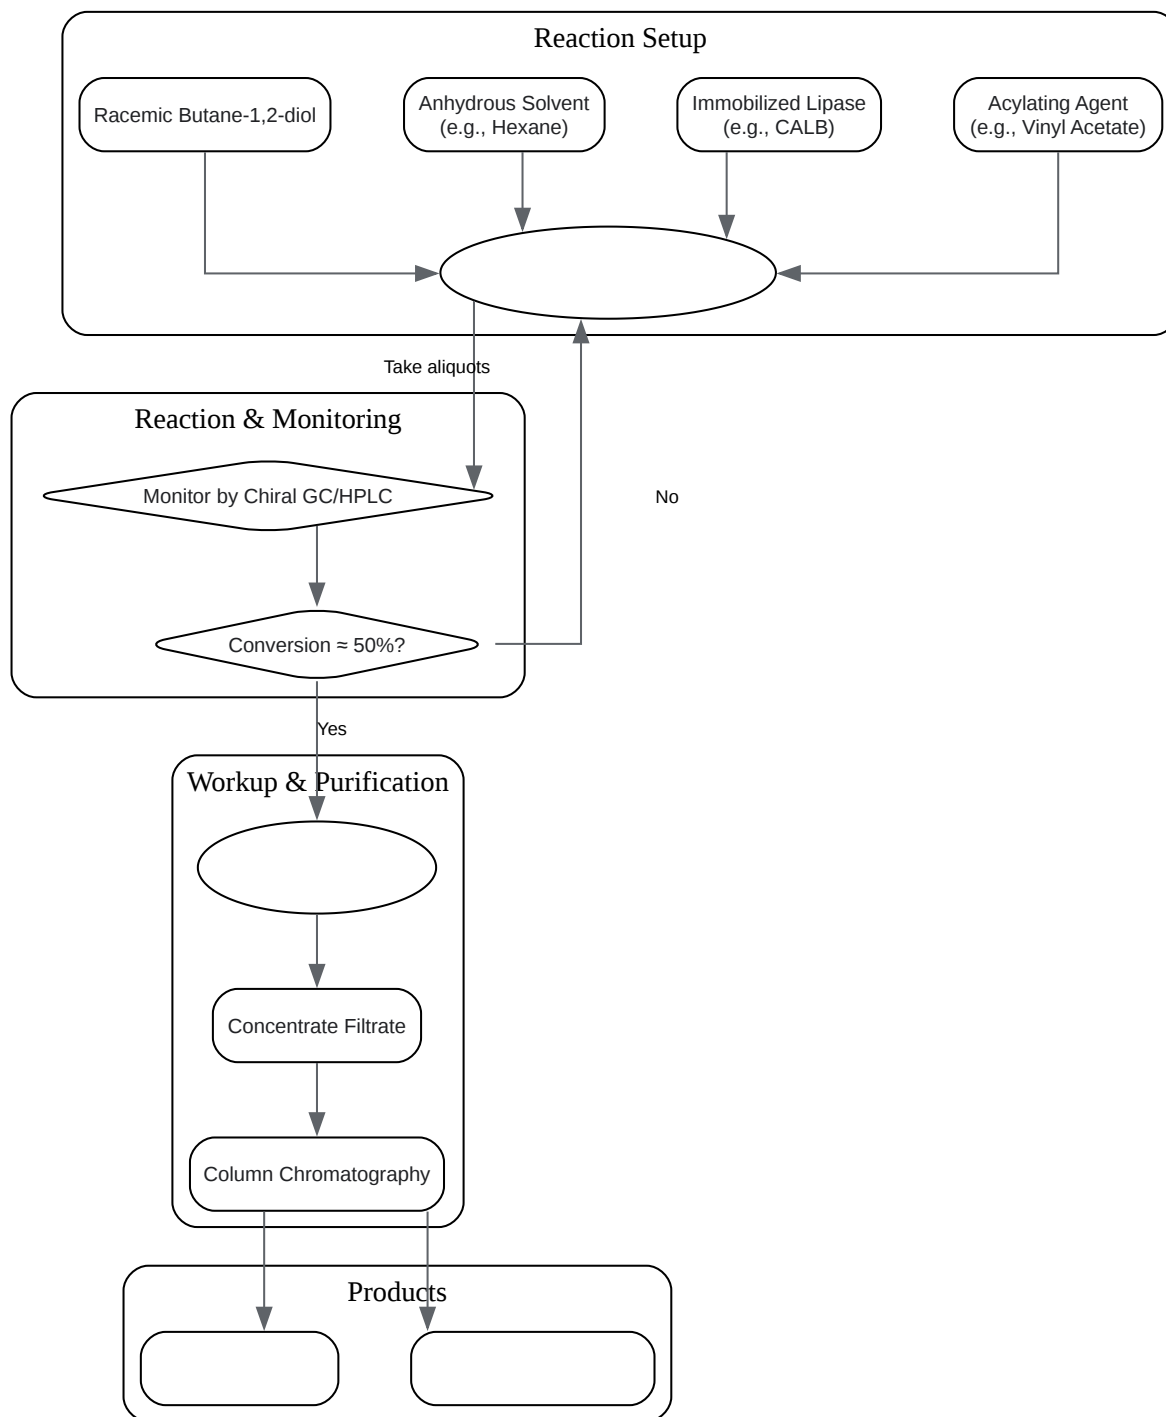 Reaction Setup
Racemic Butane-1,2-diol
Anhydrous Solvent
(e.g., Hexane)
Immobilized Lipase
(e.g., CALB)
Acylating Agent
(e.g., Vinyl Acetate)
Take aliquots
Reaction & Monitoring
Monitor by Chiral GC/HPLC
No
Conversion ≈ 50%?
Yes
Workup & Purification
Concentrate Filtrate
Column Chromatography
Products